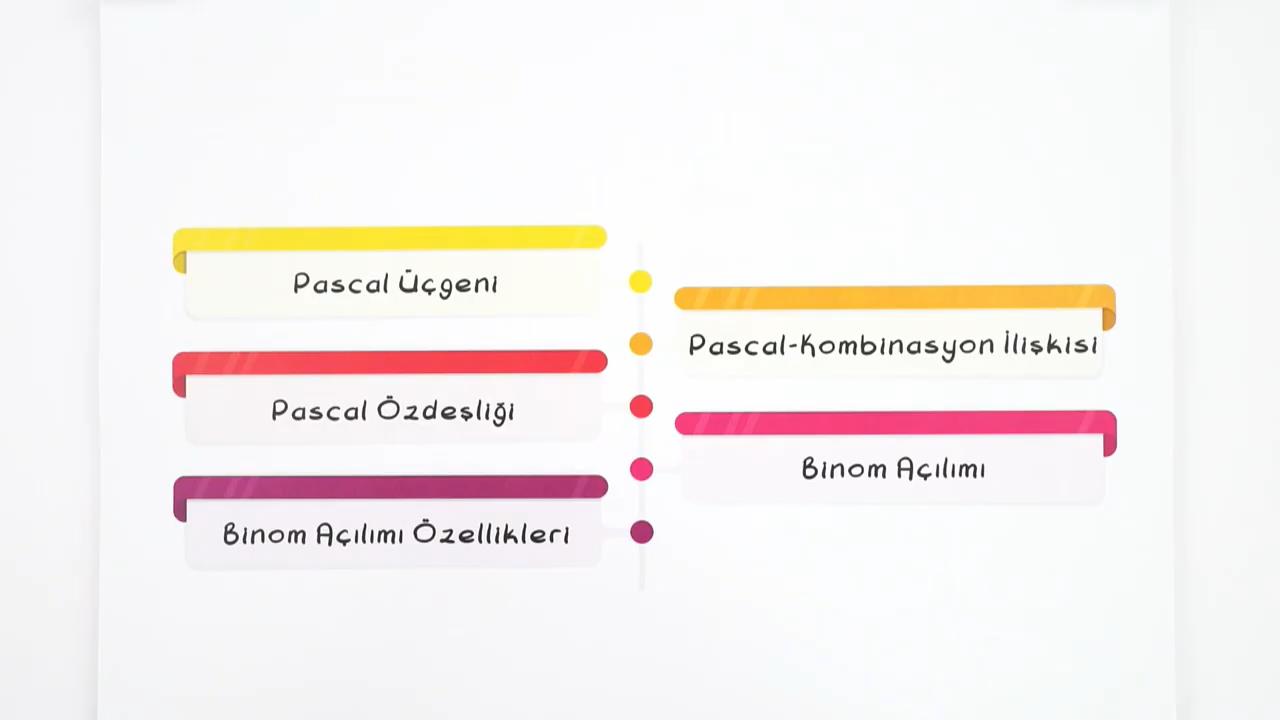 Pascal Üçgeni
Pascal-Kombinasyon İlişkisi
Pascal Özdeşliği
Binom Açılımı
Binom Açılımı Özellikleri